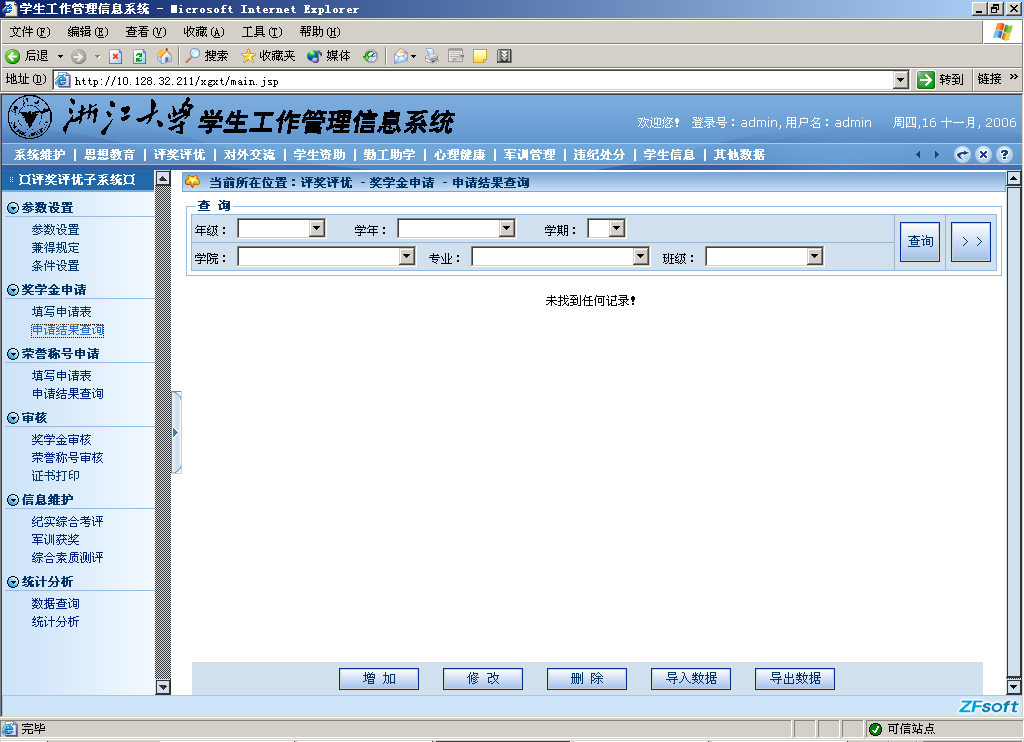 学生工作管理信息系统 - Microsoft Internet Explorer
文件(F) 编辑(E) 查看(V) 收藏(A) 工具(T) 帮助(H)
后退 搜索 收藏夹 媒体
地址(D) http://10.128.32.211/xgxt/main.jsp 转到 链接 »
浙江大学 学生工作管理信息系统
欢迎您! 登录号:admin,用户名:admin 周四,16 十一月, 2006
系统维护 | 思想教育 | 评奖评优 | 对外交流 | 学生资助 | 勤工助学 | 心理健康 | 军训管理 | 违纪处分 | 学生信息 | 其他数据
评奖评优子系统
当前所在位置:评奖评优 - 奖学金申请 - 申请结果查询
参数设置
参数设置
兼得规定
条件设置
奖学金申请
填写申请表
申请结果查询
荣誉称号申请
填写申请表
申请结果查询
审核
奖学金审核
荣誉称号审核
证书打印
信息维护
纪实综合考评
军训获奖
综合素质测评
统计分析
数据查询
统计分析
查 询
年级: 学年: 学期:
学院: 专业: 班级:
查询 > >
未找到任何记录!
增 加 修 改 删 除 导入数据 导出数据
ZFsoft
完毕 可信站点